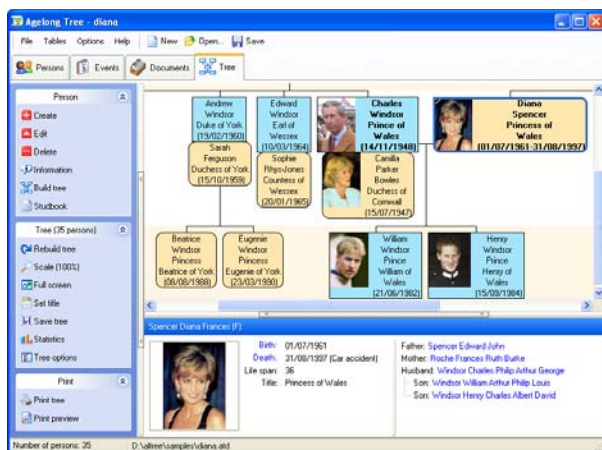 Agelong Tree - diana
File Tables Options Help New Open... Save
Persons Events Documents Tree
Person
Create
Edit
Delete
Information
Build tree
Studbook
Tree (35 persons)
Rebuild tree
Scale (100%)
Full screen
Set title
Save tree
Statistics
Tree options
Print
Print tree
Print preview
Andrew
Windsor
Duke of York
(19/02/1960)
Sarah
Ferguson
Duchess of York
(15/10/1959)
Edward
Windsor
Earl of
Wessex
(10/03/1964)
Sophie
Rhys-Jones
Countess of
Wessex
(20/01/1965)
Charles
Windsor
Prince of
Wales
(14/11/1948)
Camilla
Parker
Bowles
Duchess of
Cornwall
(15/07/1947)
Diana
Spencer
Princess of
Wales
(01/07/1961-31/08/1997)
Beatrice
Windsor
Princess
Beatrice of York
(08/08/1988)
Eugenie
Windsor
Princess
Eugenie of York
(23/03/1990)
William
Windsor
Prince
William of
Wales
(21/06/1982)
Henry
Windsor
Prince
Henry of
Wales
(15/09/1984)
Spencer Diana Frances (F)
Birth: 01/07/1961
Death: 31/08/1997 (Car accident)
Life span: 36
Title: Princess of Wales
Father: Spencer Edward John
Mother: Roche Frances Ruth Burke
Husband: Windsor Charles Philip Arthur George
Son: Windsor William Arthur Philip Louis
Son: Windsor Henry Charles Albert David
Number of persons: 35 D:\altree\samples\diana.atd